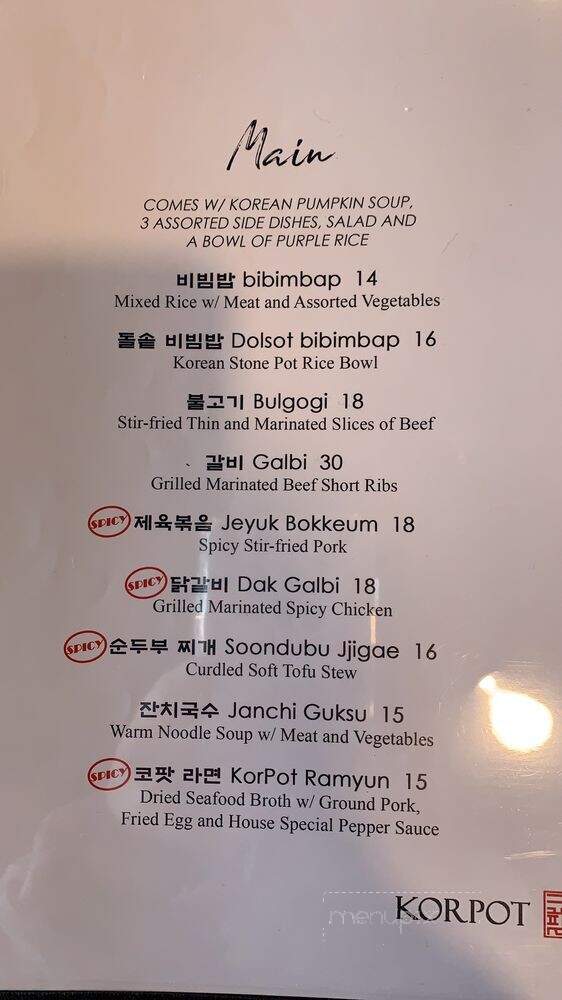 Main
COMES W/ KOREAN PUMPKIN SOUP,
3 ASSORTED SIDE DISHES, SALAD AND
A BOWL OF PURPLE RICE
비빔밥 bibimbap 14
Mixed Rice w/ Meat and Assorted Vegetables
돌솥 비빔밥 Dolsot bibimbap 16
Korean Stone Pot Rice Bowl
불고기 Bulgogi 18
Stir-fried Thin and Marinated Slices of Beef
갈비 Galbi 30
Grilled Marinated Beef Short Ribs
SPICY 제육볶음 Jeyuk Bokkeum 18
Spicy Stir-fried Pork
SPICY 닭갈비 Dak Galbi 18
Grilled Marinated Spicy Chicken
SPICY 순두부 찌개 Soondubu Jjigae 16
Curdled Soft Tofu Stew
잔치국수 Janchi Guksu 15
Warm Noodle Soup w/ Meat and Vegetables
SPICY 코팟 라면 KorPot Ramyun 15
Dried Seafood Broth w/ Ground Pork,
Fried Egg and House Special Pepper Sauce
KORPOT